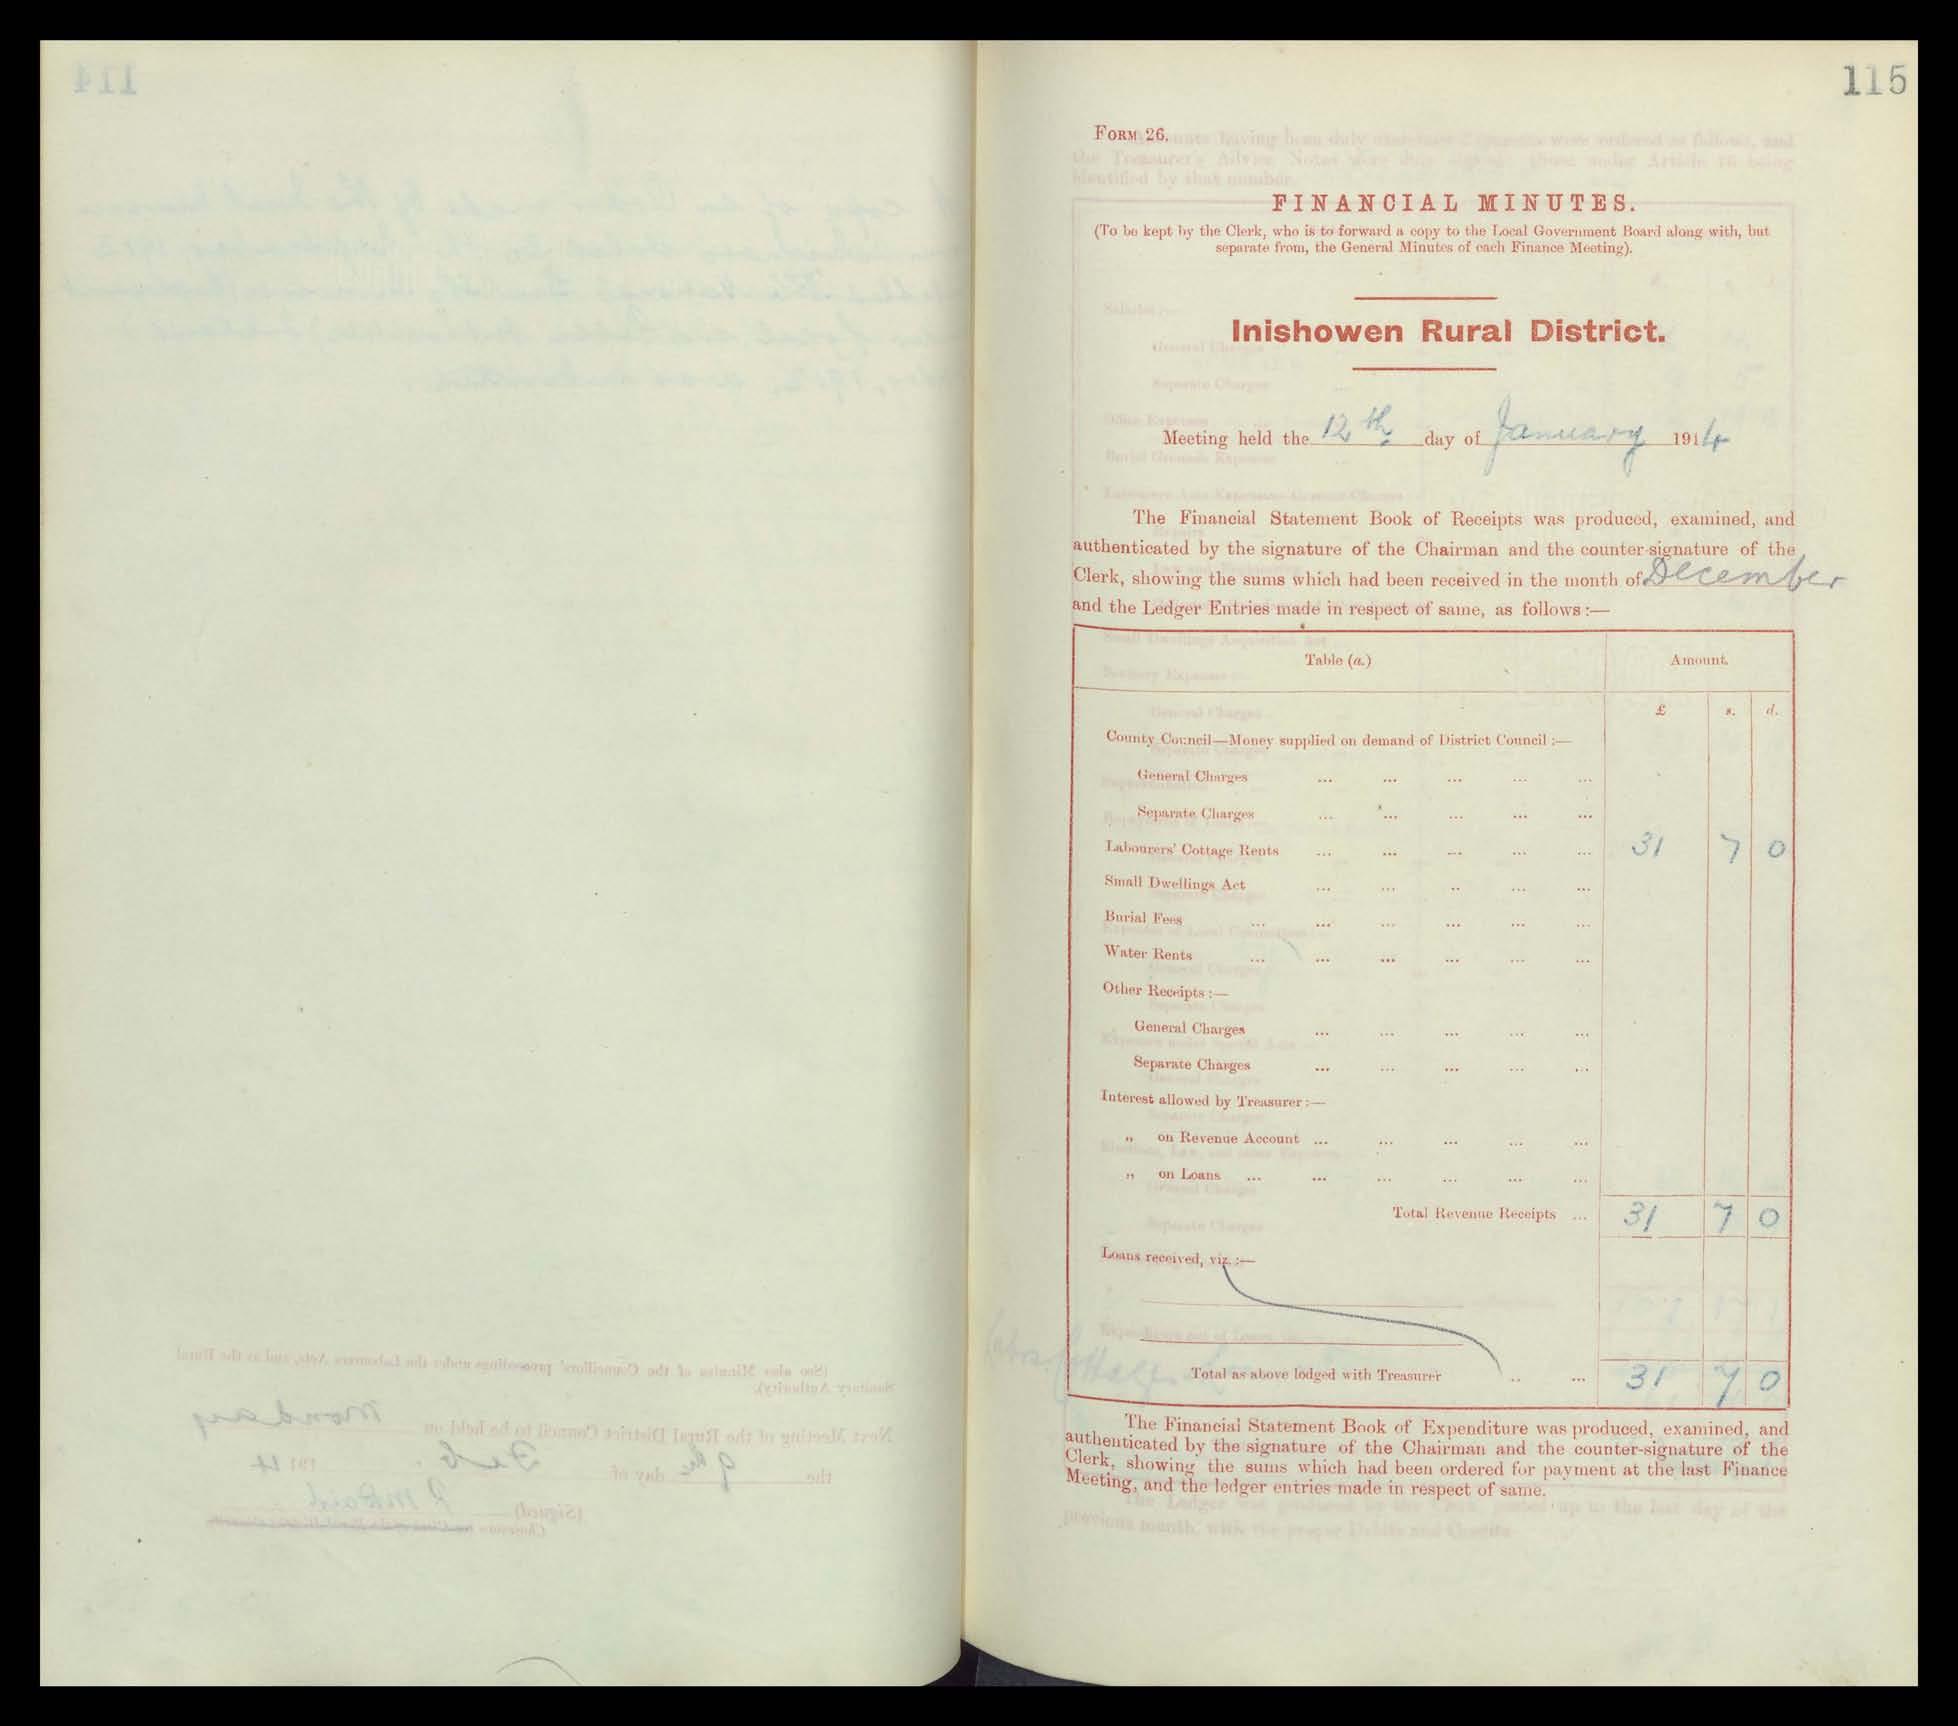 115
FORM 26.
FINANCIAL MINUTES.
(To be kept by the Clerk, who is to forward a copy to the Local Government Board along with, but
separate from, the General Minutes of each Finance Meeting).
Inishowen Rural District.
Meeting held the 12th day of January 1914
The Financial Statement Book of Receipts was produced, examined, and
authenticated by the signature of the Chairman and the counter-signature of the
Clerk, showing the sums which had been received in the month of December
and the Ledger Entries made in respect of same, as follows :—
Table (a.) Amount.
£ s. d.
County Council—Money supplied on demand of District Council :—
General Charges ... ... ... ... ...
Separate Charges ... ... ... ... ...
Labourers' Cottage Rents ... ... ... ... ... 31 7 0
Small Dwellings Act ... ... ... ... ...
Burial Fees ... ... ... ... ... ...
Water Rents ... ... ... ... ... ...
Other Receipts :—
General Charges ... ... ... ... ...
Separate Charges ... ... ... ... ...
Interest allowed by Treasurer :—
„ on Revenue Account ... ... ... ... ...
„ on Loans ... ... ... ... ... ...
Total Revenue Receipts ... 31 7 0
Loans received, viz. :—
Total as above lodged with Treasurer ... ... 31 7 0
The Financial Statement Book of Expenditure was produced, examined, and
authenticated by the signature of the Chairman and the counter-signature of the
Clerk, showing the sums which had been ordered for payment at the last Finance
Meeting, and the ledger entries made in respect of same.